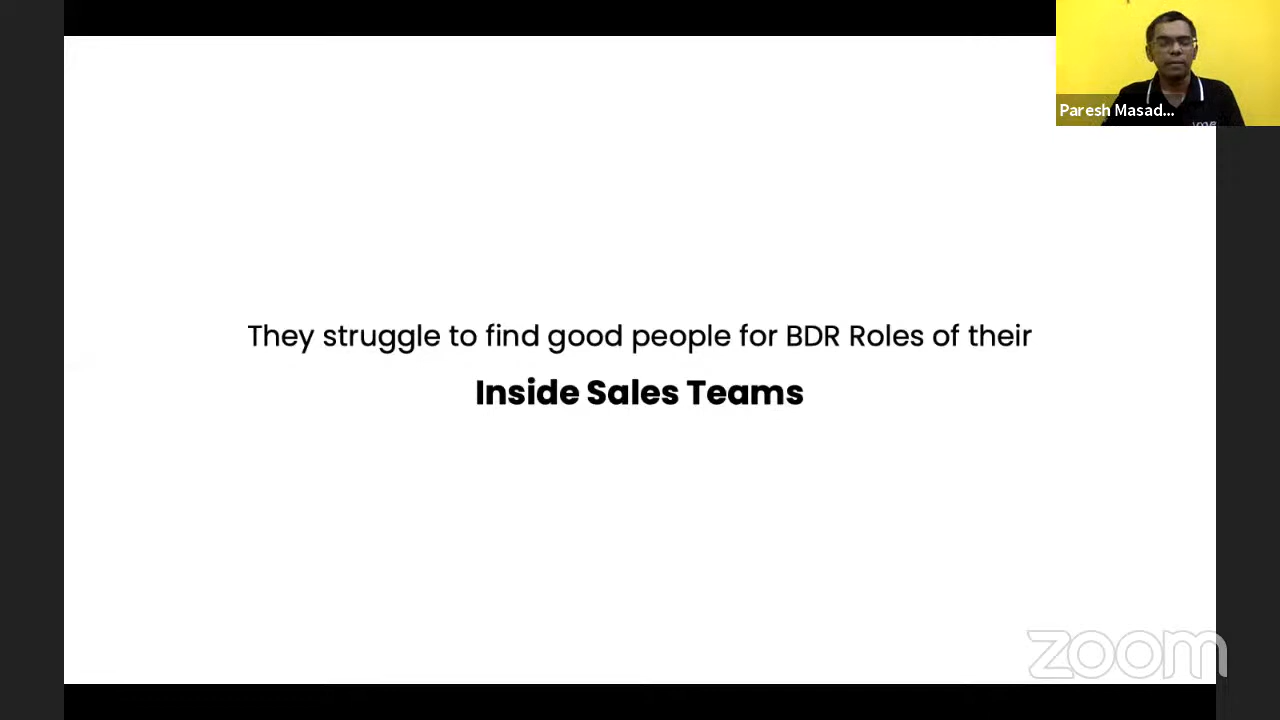 Paresh Masad...
They struggle to find good people for BDR Roles of their
Inside Sales Teams
zoom